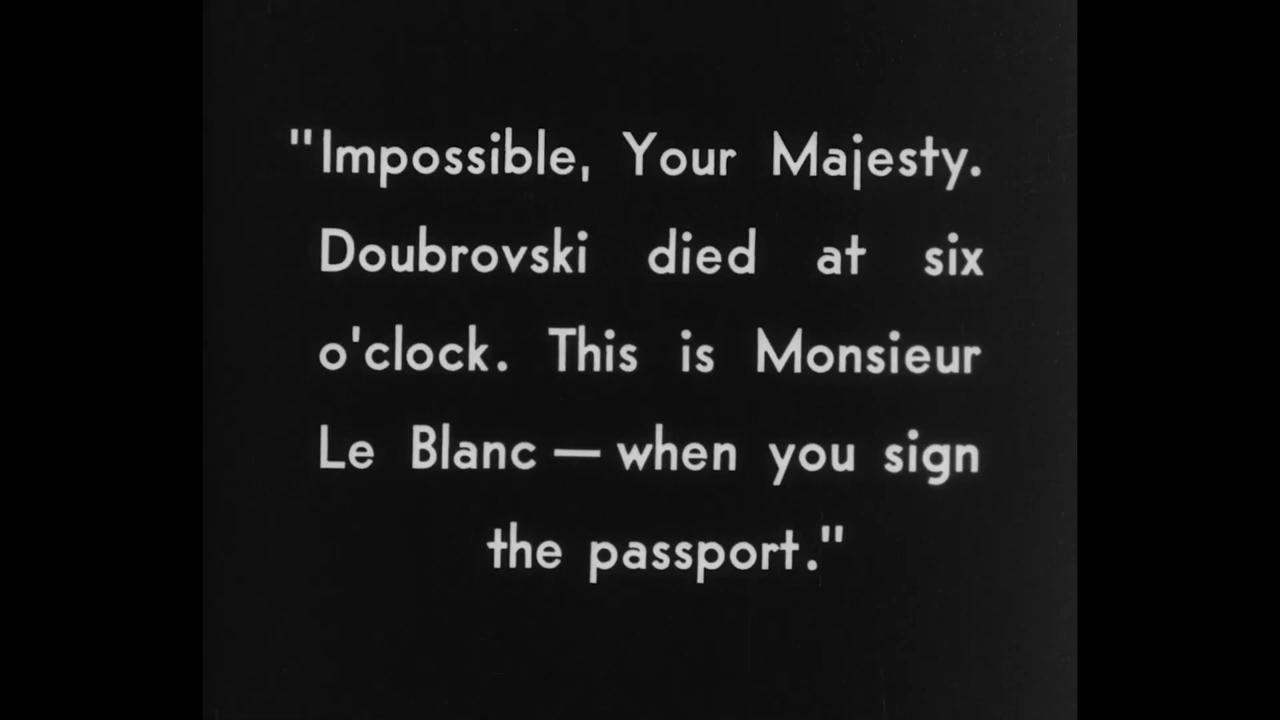 "Impossible, Your Majesty.
Doubrovski died at six
o'clock. This is Monsieur
Le Blanc — when you sign
the passport."